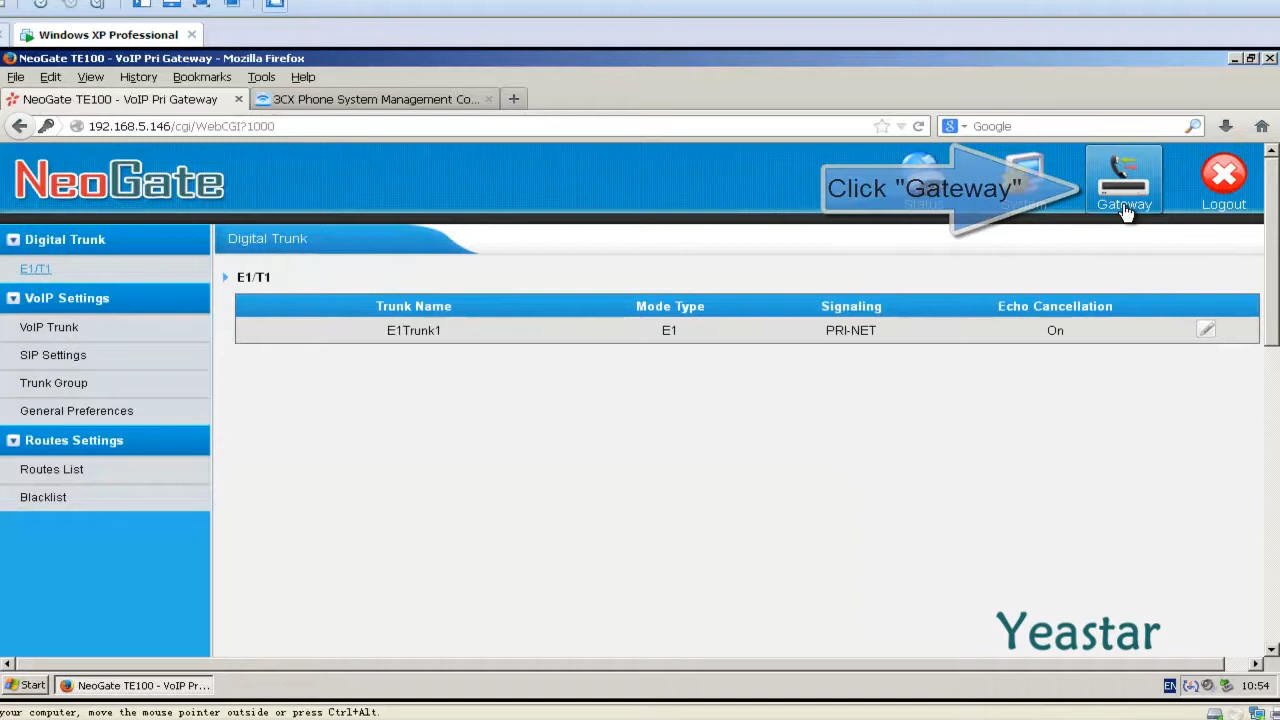 Windows XP Professional
NeoGate TE100 - VoIP Pri Gateway - Mozilla Firefox
File Edit View History Bookmarks Tools Help
NeoGate TE100 - VoIP Pri Gateway
3CX Phone System Management Co...
192.168.5.146/cgi/WebCGI?1000
Google
NeoGate
Click "Gateway"
Status
System
Gateway
Logout
Digital Trunk
E1/T1
VoIP Settings
VoIP Trunk
SIP Settings
Trunk Group
General Preferences
Routes Settings
Routes List
Blacklist
Digital Trunk
E1/T1
Trunk Name Mode Type Signaling Echo Cancellation
E1Trunk1 E1 PRI-NET On
Yeastar
Start
NeoGate TE100 - VoIP Pr...
EN
10:54
your computer, move the mouse pointer outside or press Ctrl+Alt.